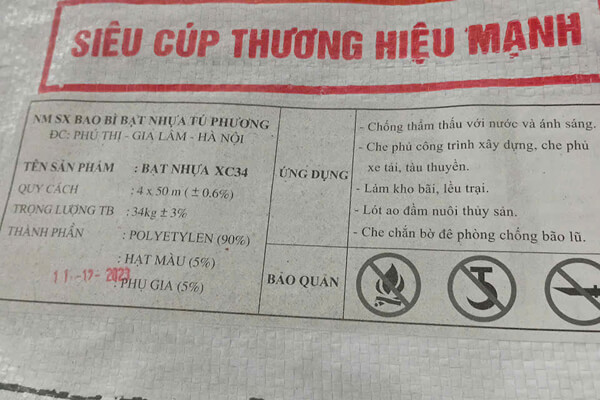 SIÊU CÚP THƯƠNG HIỆU MẠNH
NM SX BAO BÌ BẠT NHỰA TÚ PHƯƠNG
ĐC: PHÚ THỊ - GIA LÂM - HÀ NỘI
TÊN SẢN PHẨM : BẠT NHỰA XC34
QUY CÁCH : 4 x 50 m ( ± 0.6%)
TRỌNG LƯỢNG TB : 34kg ± 3%
THÀNH PHẦN : POLYETYLEN (90%)
: HẠT MÀU (5%)
11-12-2023
: PHỤ GIA (5%)
ỨNG DỤNG
- Chống thẩm thấu với nước và ánh sáng.
- Che phủ công trình xây dựng, che phủ
xe tải, tàu thuyền.
- Làm kho bãi, lều trại.
- Lót ao đầm nuôi thủy sản.
- Che chắn bờ đê phòng chống bão lũ.
BẢO QUẢN